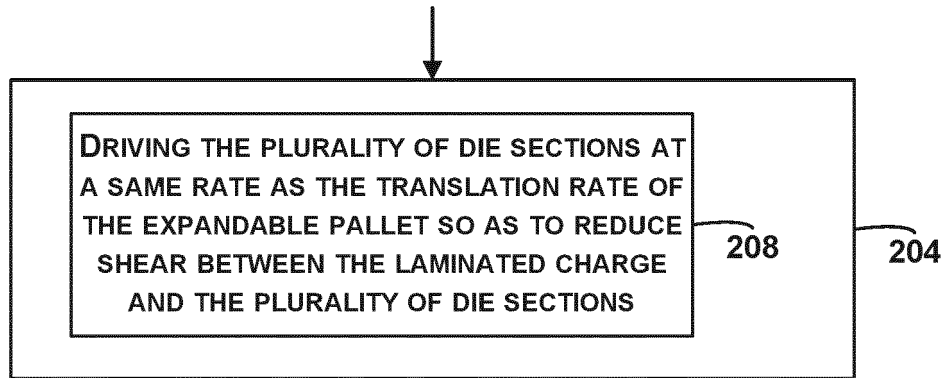 DRIVING THE PLURALITY OF DIE SECTIONS AT
A SAME RATE AS THE TRANSLATION RATE OF
THE EXPANDABLE PALLET SO AS TO REDUCE
SHEAR BETWEEN THE LAMINATED CHARGE
AND THE PLURALITY OF DIE SECTIONS
208
204